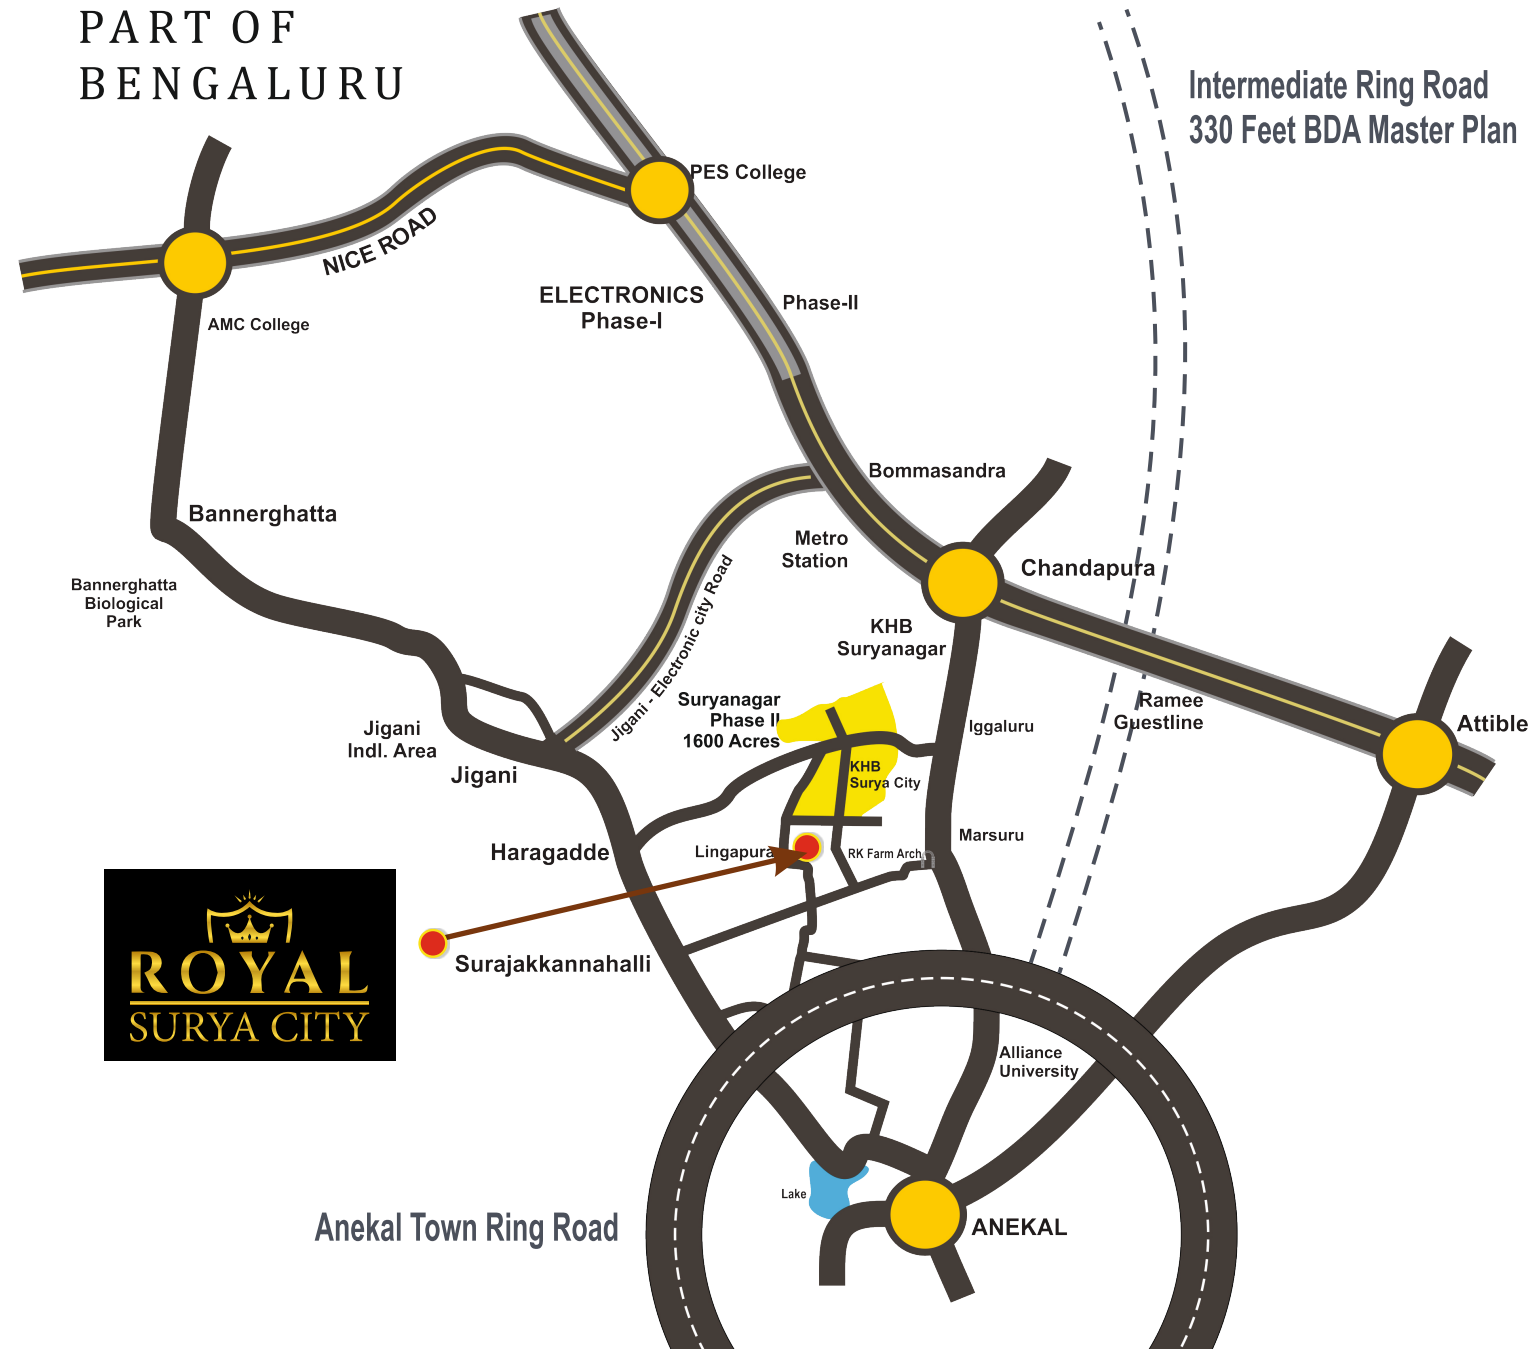 PART OF
BENGALURU
Intermediate Ring Road
330 Feet BDA Master Plan
PES College
NICE ROAD
ELECTRONICS
Phase-I
Phase-II
AMC College
Bommasandra
Bannerghatta
Metro
Station
Chandapura
Bannerghatta
Biological
Park
Jigani - Electronic city Road
KHB
Suryanagar
Suryanagar
Phase II
1600 Acres
Ramee
Guestline
Iggaluru
Attible
Jigani
Indl. Area
Jigani
KHB
Surya City
Marsuru
Haragadde
Lingapura
RK Farm Arch
ROYAL
SURYA CITY
Surajakkannahalli
Alliance
University
Lake
Anekal Town Ring Road
ANEKAL